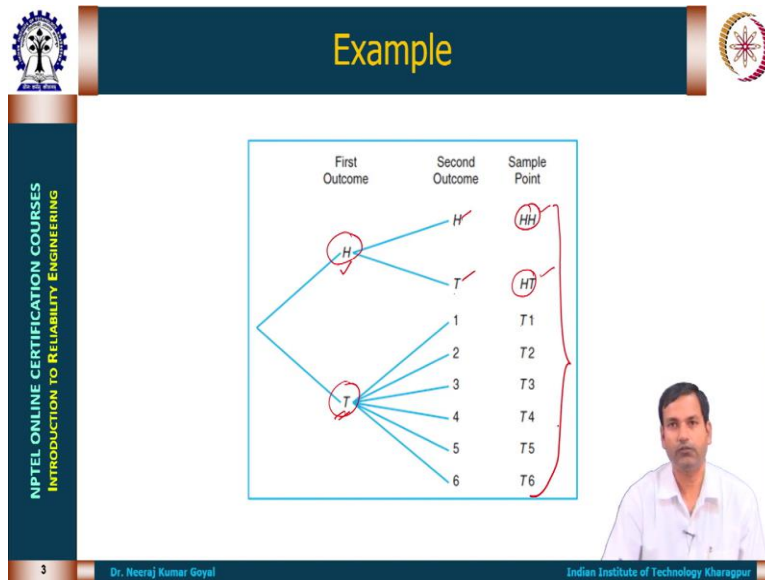 Example
NPTEL ONLINE CERTIFICATION COURSES
INTRODUCTION TO RELIABILITY ENGINEERING
First Second Sample
Outcome Outcome Point
H HH
H
T HT
1 T1
2 T2
3 T3
T
4 T4
5 T5
6 T6
3 Dr. Neeraj Kumar Goyal Indian Institute of Technology Kharagpur